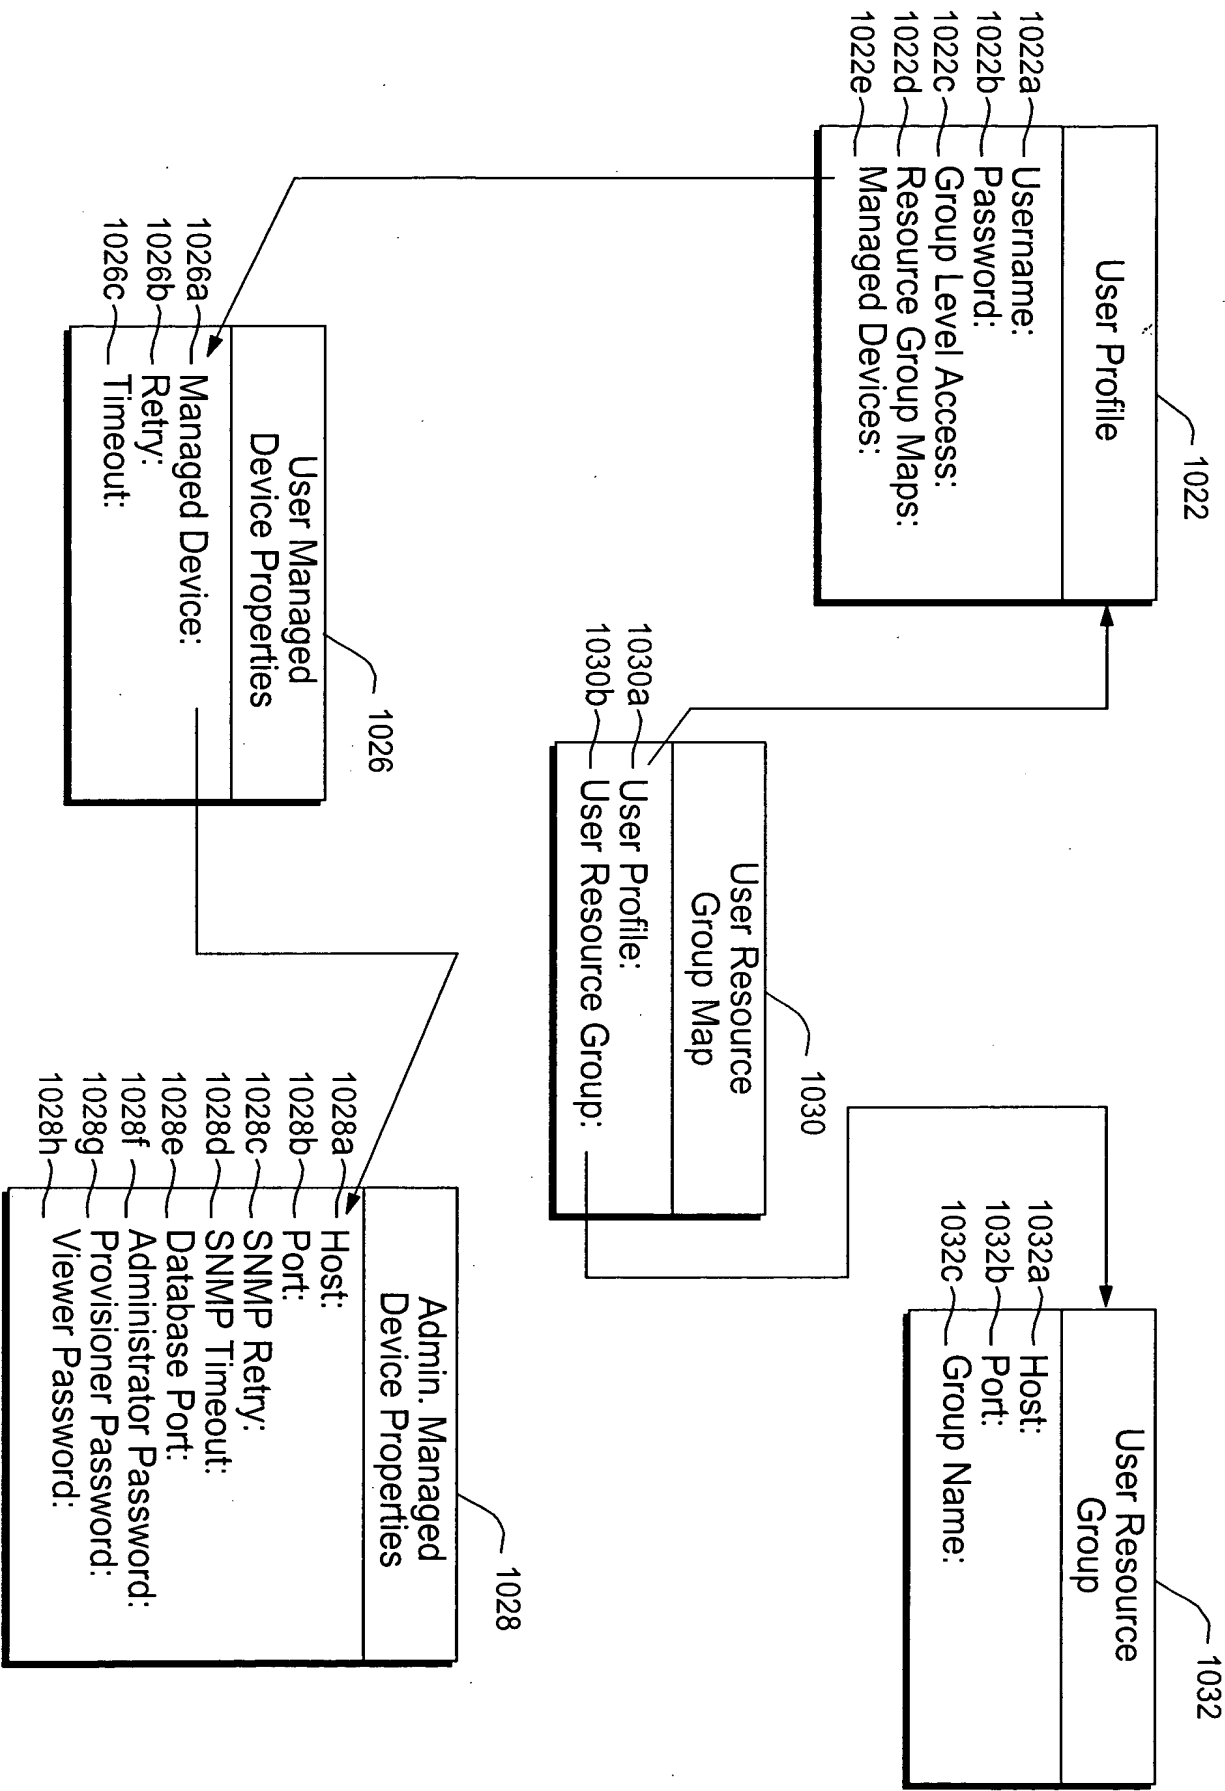 User Profile
1022
1022a
Username:
1022b
Password:
1022c
Group Level Access:
1022d
Resource Group Maps:
1022e
Managed Devices:
User Resource
Group Map
1030
1030a
User Profile:
1030b
User Resource Group:
User Resource
Group
1032
1032a
Host:
1032b
Port:
1032c
Group Name:
User Managed
Device Properties
1026
1026a
Managed Device:
1026b
Retry:
1026c
Timeout:
Admin. Managed
Device Properties
1028
1028a
Host:
1028b
Port:
1028c
SNMP Retry:
1028d
SNMP Timeout:
1028e
Database Port:
1028f
Administrator Password:
1028g
Provisioner Password:
1028h
Viewer Password: